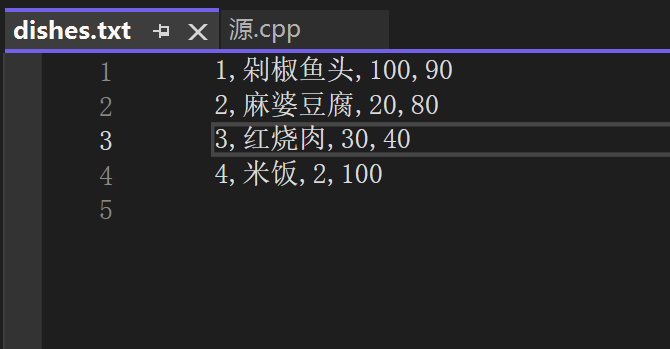 dishes.txt 源.cpp
1 1,剁椒鱼头,100,90
2 2,麻婆豆腐,20,80
3 3,红烧肉,30,40
4 4,米饭,2,100
5